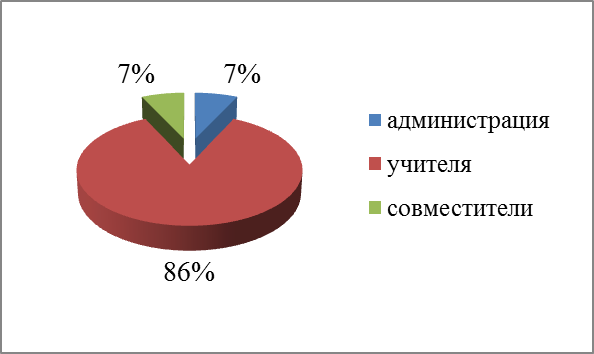 7% 7%
администрация
учителя
совместители
86%